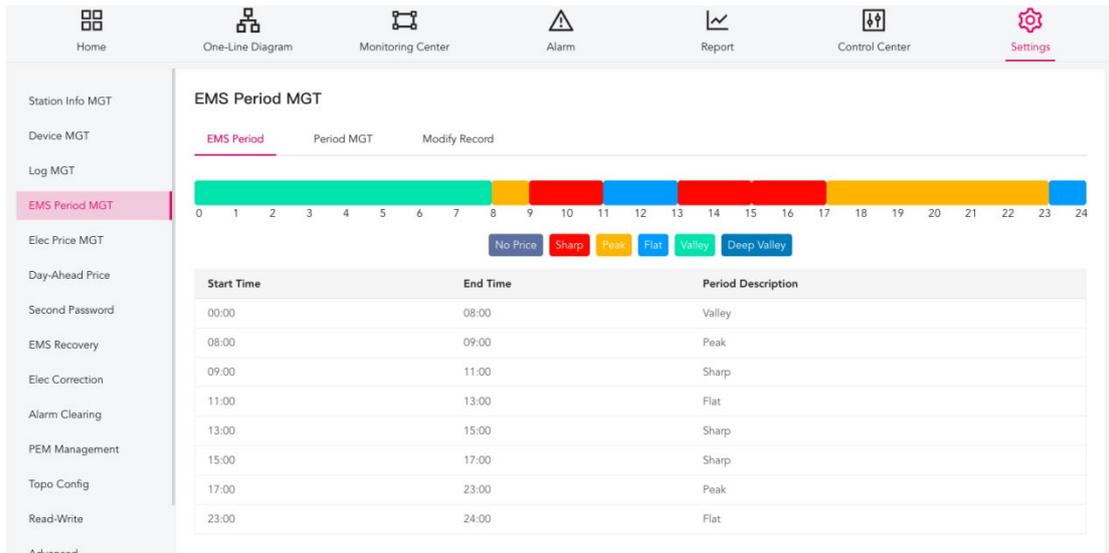 Home One-Line Diagram Monitoring Center Alarm Report Control Center Settings
Station Info MGT
Device MGT
Log MGT
EMS Period MGT
Elec Price MGT
Day-Ahead Price
Second Password
EMS Recovery
Elec Correction
Alarm Clearing
PEM Management
Topo Config
Read-Write
Advanced
EMS Period MGT
EMS Period Period MGT Modify Record
0 1 2 3 4 5 6 7 8 9 10 11 12 13 14 15 16 17 18 19 20 21 22 23 24
No Price Sharp Peak Flat Valley Deep Valley
Start Time End Time Period Description
00:00 08:00 Valley
08:00 09:00 Peak
09:00 11:00 Sharp
11:00 13:00 Flat
13:00 15:00 Sharp
15:00 17:00 Sharp
17:00 23:00 Peak
23:00 24:00 Flat